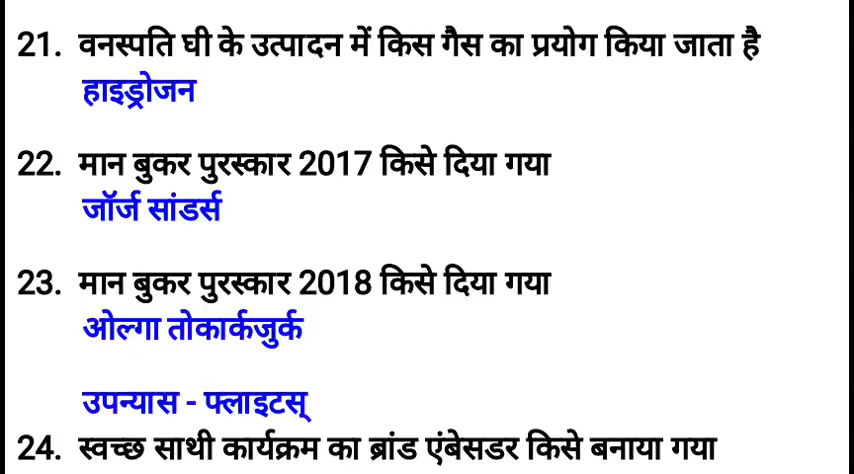 21. वनस्पति घी के उत्पादन में किस गैस का प्रयोग किया जाता है
हाइड्रोजन
22. मान बुकर पुरस्कार 2017 किसे दिया गया
जॉर्ज सांडर्स
23. मान बुकर पुरस्कार 2018 किसे दिया गया
ओल्गा तोकार्कजुर्क
उपन्यास - फ्लाइटस्
24. स्वच्छ साथी कार्यक्रम का ब्रांड एंबेसडर किसे बनाया गया